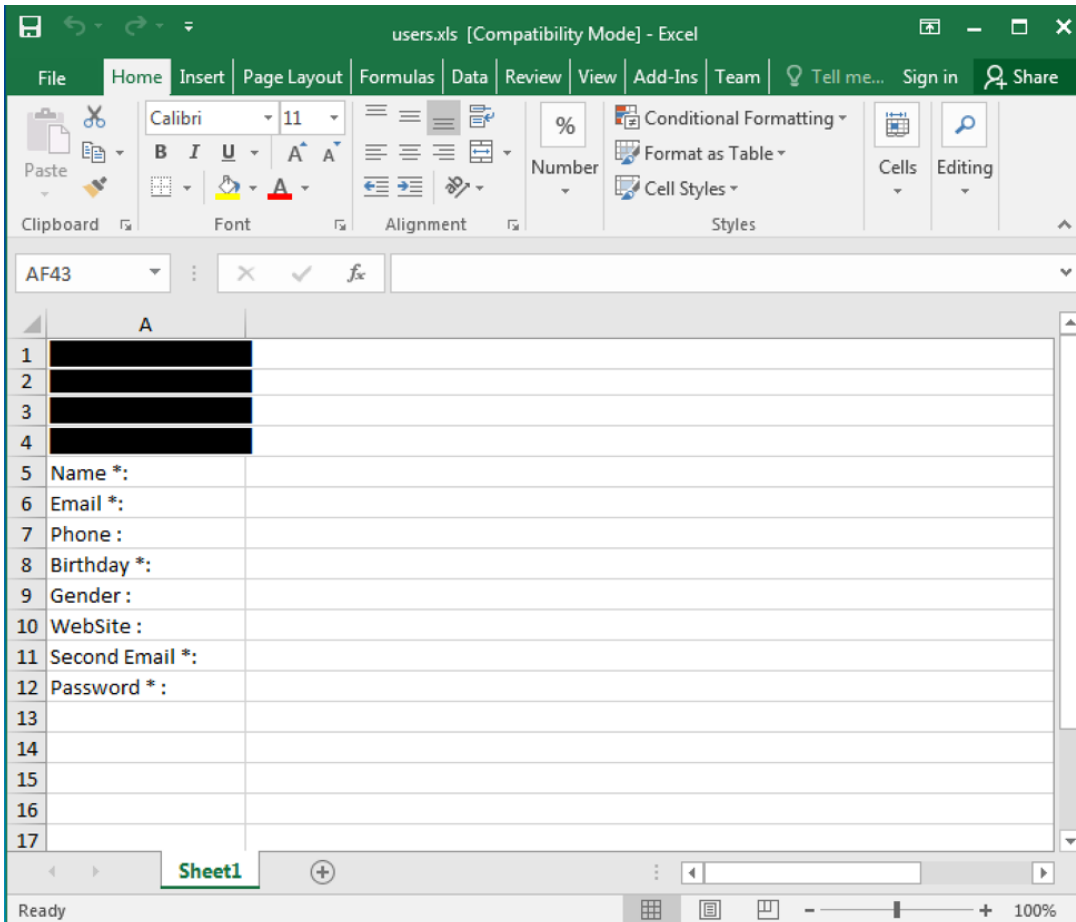 users.xls [Compatibility Mode] - Excel
File Home Insert Page Layout Formulas Data Review View Add-Ins Team Tell me... Sign in Share
Calibri 11
Paste
B I U A A
A
%
Number
Conditional Formatting
Format as Table
Cell Styles
Cells
Editing
Clipboard Font Alignment Styles
AF43 fx
A
1
2
3
4
5 Name *:
6 Email *:
7 Phone :
8 Birthday *:
9 Gender :
10 WebSite :
11 Second Email *:
12 Password * :
13
14
15
16
17
Sheet1
Ready 100%